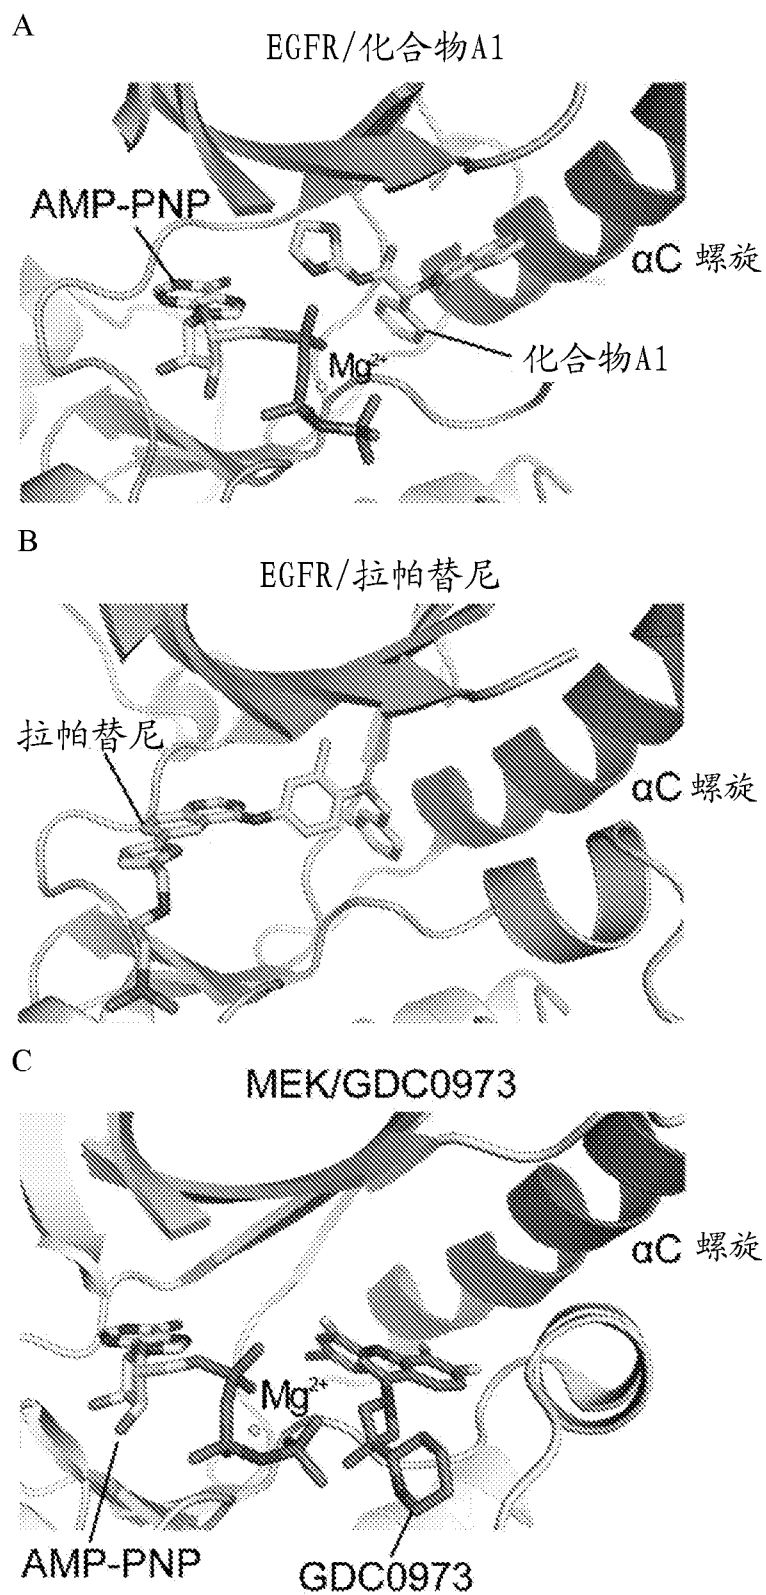 A
EGFR/化合物A1
AMP-PNP
αC 螺旋
Mg²⁺
化合物A1
B
EGFR/拉帕替尼
拉帕替尼
αC 螺旋
C
MEK/GDC0973
αC 螺旋
Mg²⁺
AMP-PNP
GDC0973